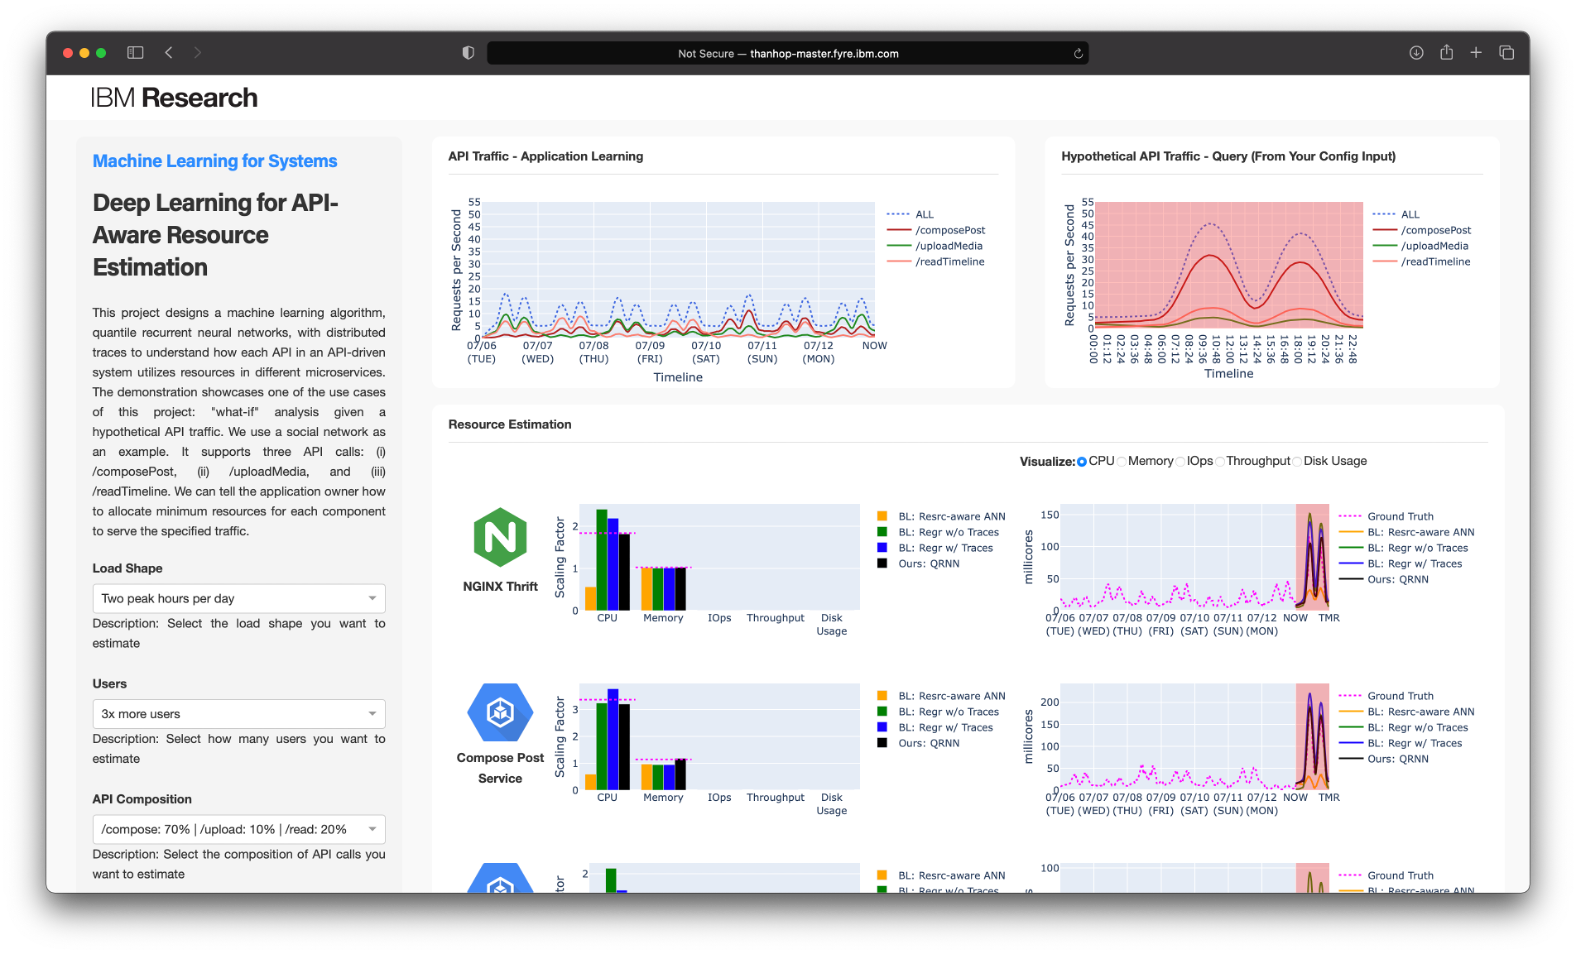 Not Secure — thanhop-master.fyre.ibm.com
IBM Research
Machine Learning for Systems
Deep Learning for API-
Aware Resource
Estimation
This project designs a machine learning algorithm,
quantile recurrent neural networks, with distributed
traces to understand how each API in an API-driven
system utilizes resources in different microservices.
The demonstration showcases one of the use cases
of this project: "what-if" analysis given a
hypothetical API traffic. We use a social network as
an example. It supports three API calls: (i)
/composePost, (ii) /uploadMedia, and (iii)
/readTimeline. We can tell the application owner how
to allocate minimum resources for each component
to serve the specified traffic.
Load Shape
Two peak hours per day
Description: Select the load shape you want to
estimate
Users
3x more users
Description: Select how many users you want to
estimate
API Composition
/compose: 70% | /upload: 10% | /read: 20%
Description: Select the composition of API calls you
want to estimate
API Traffic - Application Learning
Requests per Second
55
50
45
40
35
30
25
20
15
10
5
0
07/06 07/07 07/08 07/09 07/10 07/11 07/12 NOW
(TUE) (WED) (THU) (FRI) (SAT) (SUN) (MON)
Timeline
ALL
/composePost
/uploadMedia
/readTimeline
Hypothetical API Traffic - Query (From Your Config Input)
Requests per Second
55
50
45
40
35
30
25
20
15
10
5
0
00:00 01:12 02:24 03:36 04:48 06:00 07:12 08:24 09:36 10:48 12:00 13:12 14:24 15:36 16:48 18:00 19:12 20:24 21:36 22:48
Timeline
ALL
/composePost
/uploadMedia
/readTimeline
Resource Estimation
Visualize: CPU Memory IOps Throughput Disk Usage
N
NGINX Thrift
Scaling Factor
2
1
0
CPU Memory IOps Throughput Disk
Usage
BL: Resrc-aware ANN
BL: Regr w/o Traces
BL: Regr w/ Traces
Ours: QRNN
millicores
150
100
50
0
07/06 07/07 07/08 07/09 07/10 07/11 07/12 NOW TMR
(TUE) (WED) (THU) (FRI) (SAT) (SUN) (MON)
Ground Truth
BL: Resrc-aware ANN
BL: Regr w/o Traces
BL: Regr w/ Traces
Ours: QRNN
Compose Post
Service
Scaling Factor
3
2
1
0
CPU Memory IOps Throughput Disk
Usage
BL: Resrc-aware ANN
BL: Regr w/o Traces
BL: Regr w/ Traces
Ours: QRNN
millicores
200
150
100
50
0
07/06 07/07 07/08 07/09 07/10 07/11 07/12 NOW TMR
(TUE) (WED) (THU) (FRI) (SAT) (SUN) (MON)
Ground Truth
BL: Resrc-aware ANN
BL: Regr w/o Traces
BL: Regr w/ Traces
Ours: QRNN
2
BL: Resrc-aware ANN
BL: Regr w/o Traces
100
Ground Truth
BL: Resrc-aware ANN